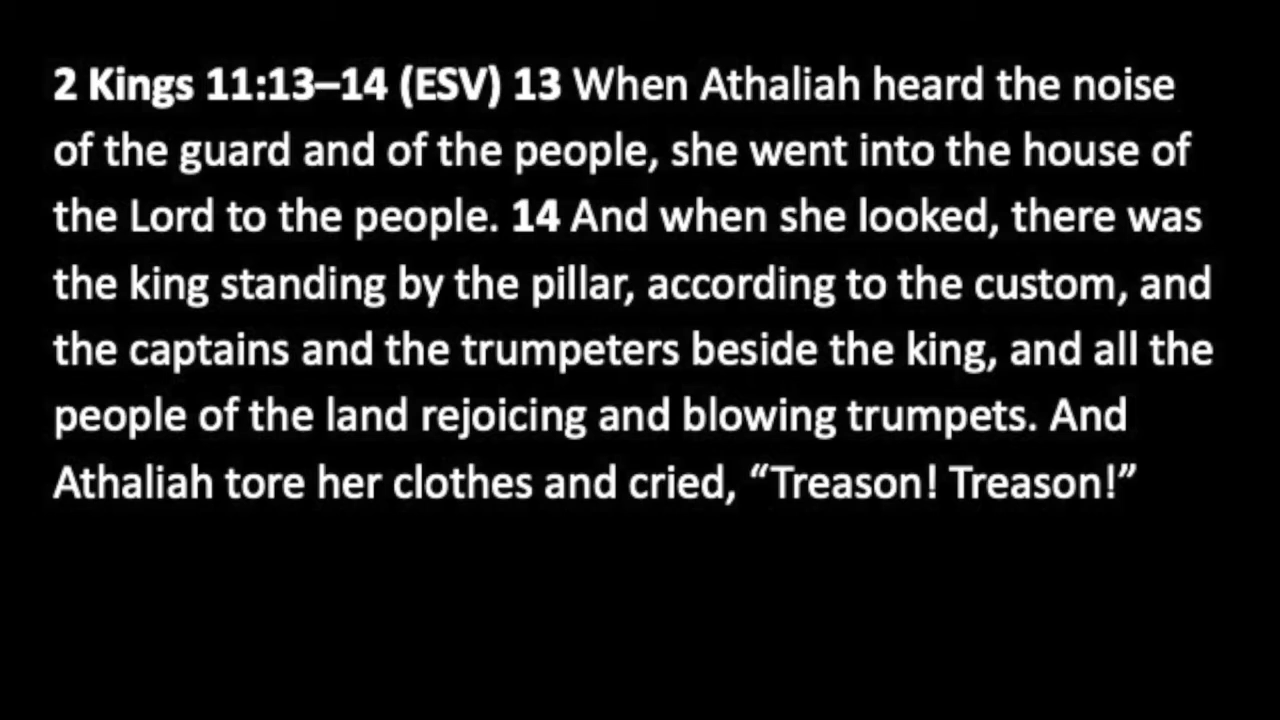 2 Kings 11:13–14 (ESV) 13 When Athaliah heard the noise
of the guard and of the people, she went into the house of
the Lord to the people. 14 And when she looked, there was
the king standing by the pillar, according to the custom, and
the captains and the trumpeters beside the king, and all the
people of the land rejoicing and blowing trumpets. And
Athaliah tore her clothes and cried, “Treason! Treason!”